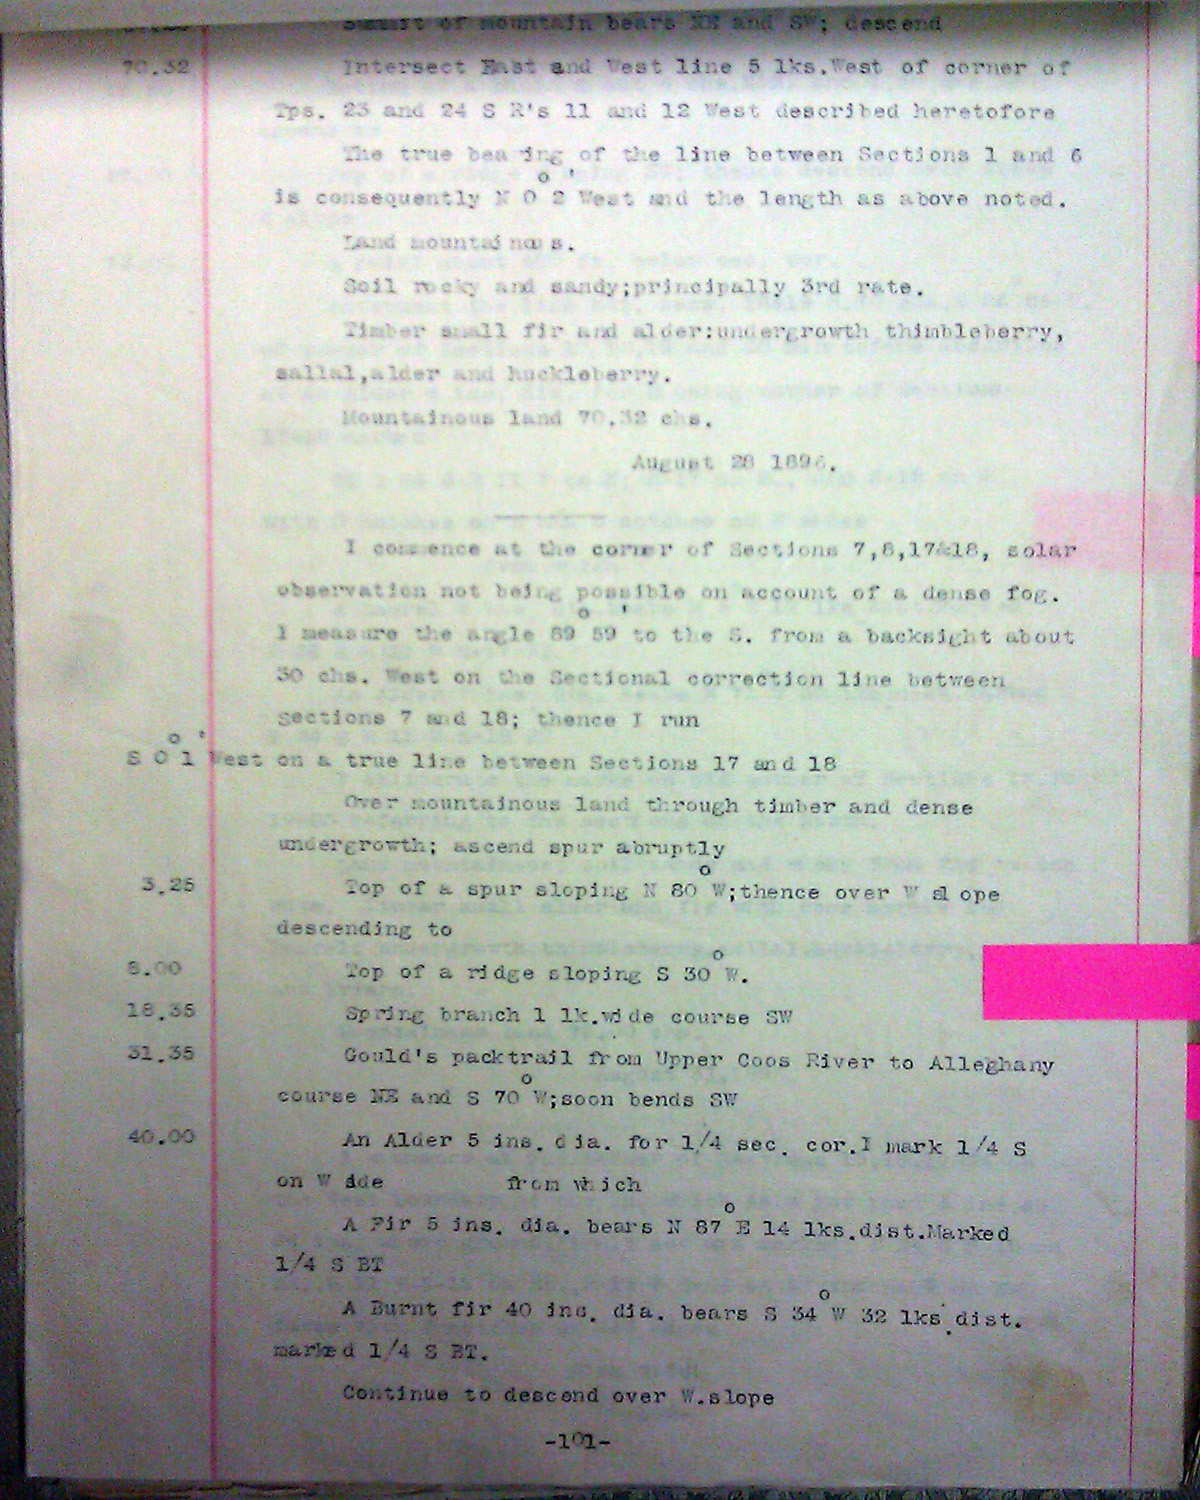 Summit of mountain bears NE and SW; descend
70.32 Intersect East and West line 5 lks.West of corner of
Tps. 23 and 24 S R's 11 and 12 West described heretofore
The true bearing of the line between Sections 1 and 6
is consequently N 0° 2' West and the length as above noted.
Land mountainous.
Soil rocky and sandy;principally 3rd rate.
Timber small fir and alder:undergrowth thimbleberry,
sallal,alder and huckleberry.
Mountainous land 70.32 chs.
August 28 1896.
I commence at the corner of Sections 7,8,17&18, solar
observation not being possible on account of a dense fog.
I measure the angle 89° 59' to the S. from a backsight about
30 chs. West on the Sectional correction line between
Sections 7 and 18; thence I run
S 0° 1' West on a true line between Sections 17 and 18
Over mountainous land through timber and dense
undergrowth; ascend spur abruptly
3.25 Top of a spur sloping N 80° W;thence over W slope
descending to
8.00 Top of a ridge sloping S 30° W.
18.35 Spring branch 1 lk.wide course SW
31.35 Gould's packtrail from Upper Coos River to Alleghany
course NE and S 70° W;soon bends SW
40.00 An Alder 5 ins. dia. for 1/4 sec. cor.I mark 1/4 S
on W side from which
A Fir 5 ins. dia. bears N 87° E 14 lks.dist.Marked
1/4 S BT
A Burnt fir 40 ins. dia. bears S 34° W 32 lks.dist.
marked 1/4 S BT.
Continue to descend over W.slope
-101-